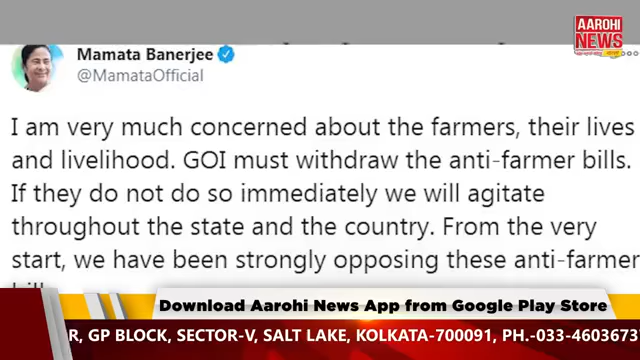 AAROHI
NEWS
Mamata Banerjee
@MamataOfficial
I am very much concerned about the farmers, their lives
and livelihood. GOI must withdraw the anti-farmer bills.
If they do not do so immediately we will agitate
throughout the state and the country. From the very
start, we have been strongly opposing these anti-farmer
Download Aarohi News App from Google Play Store
R, GP BLOCK, SECTOR-V, SALT LAKE, KOLKATA-700091, PH.-033-4603673